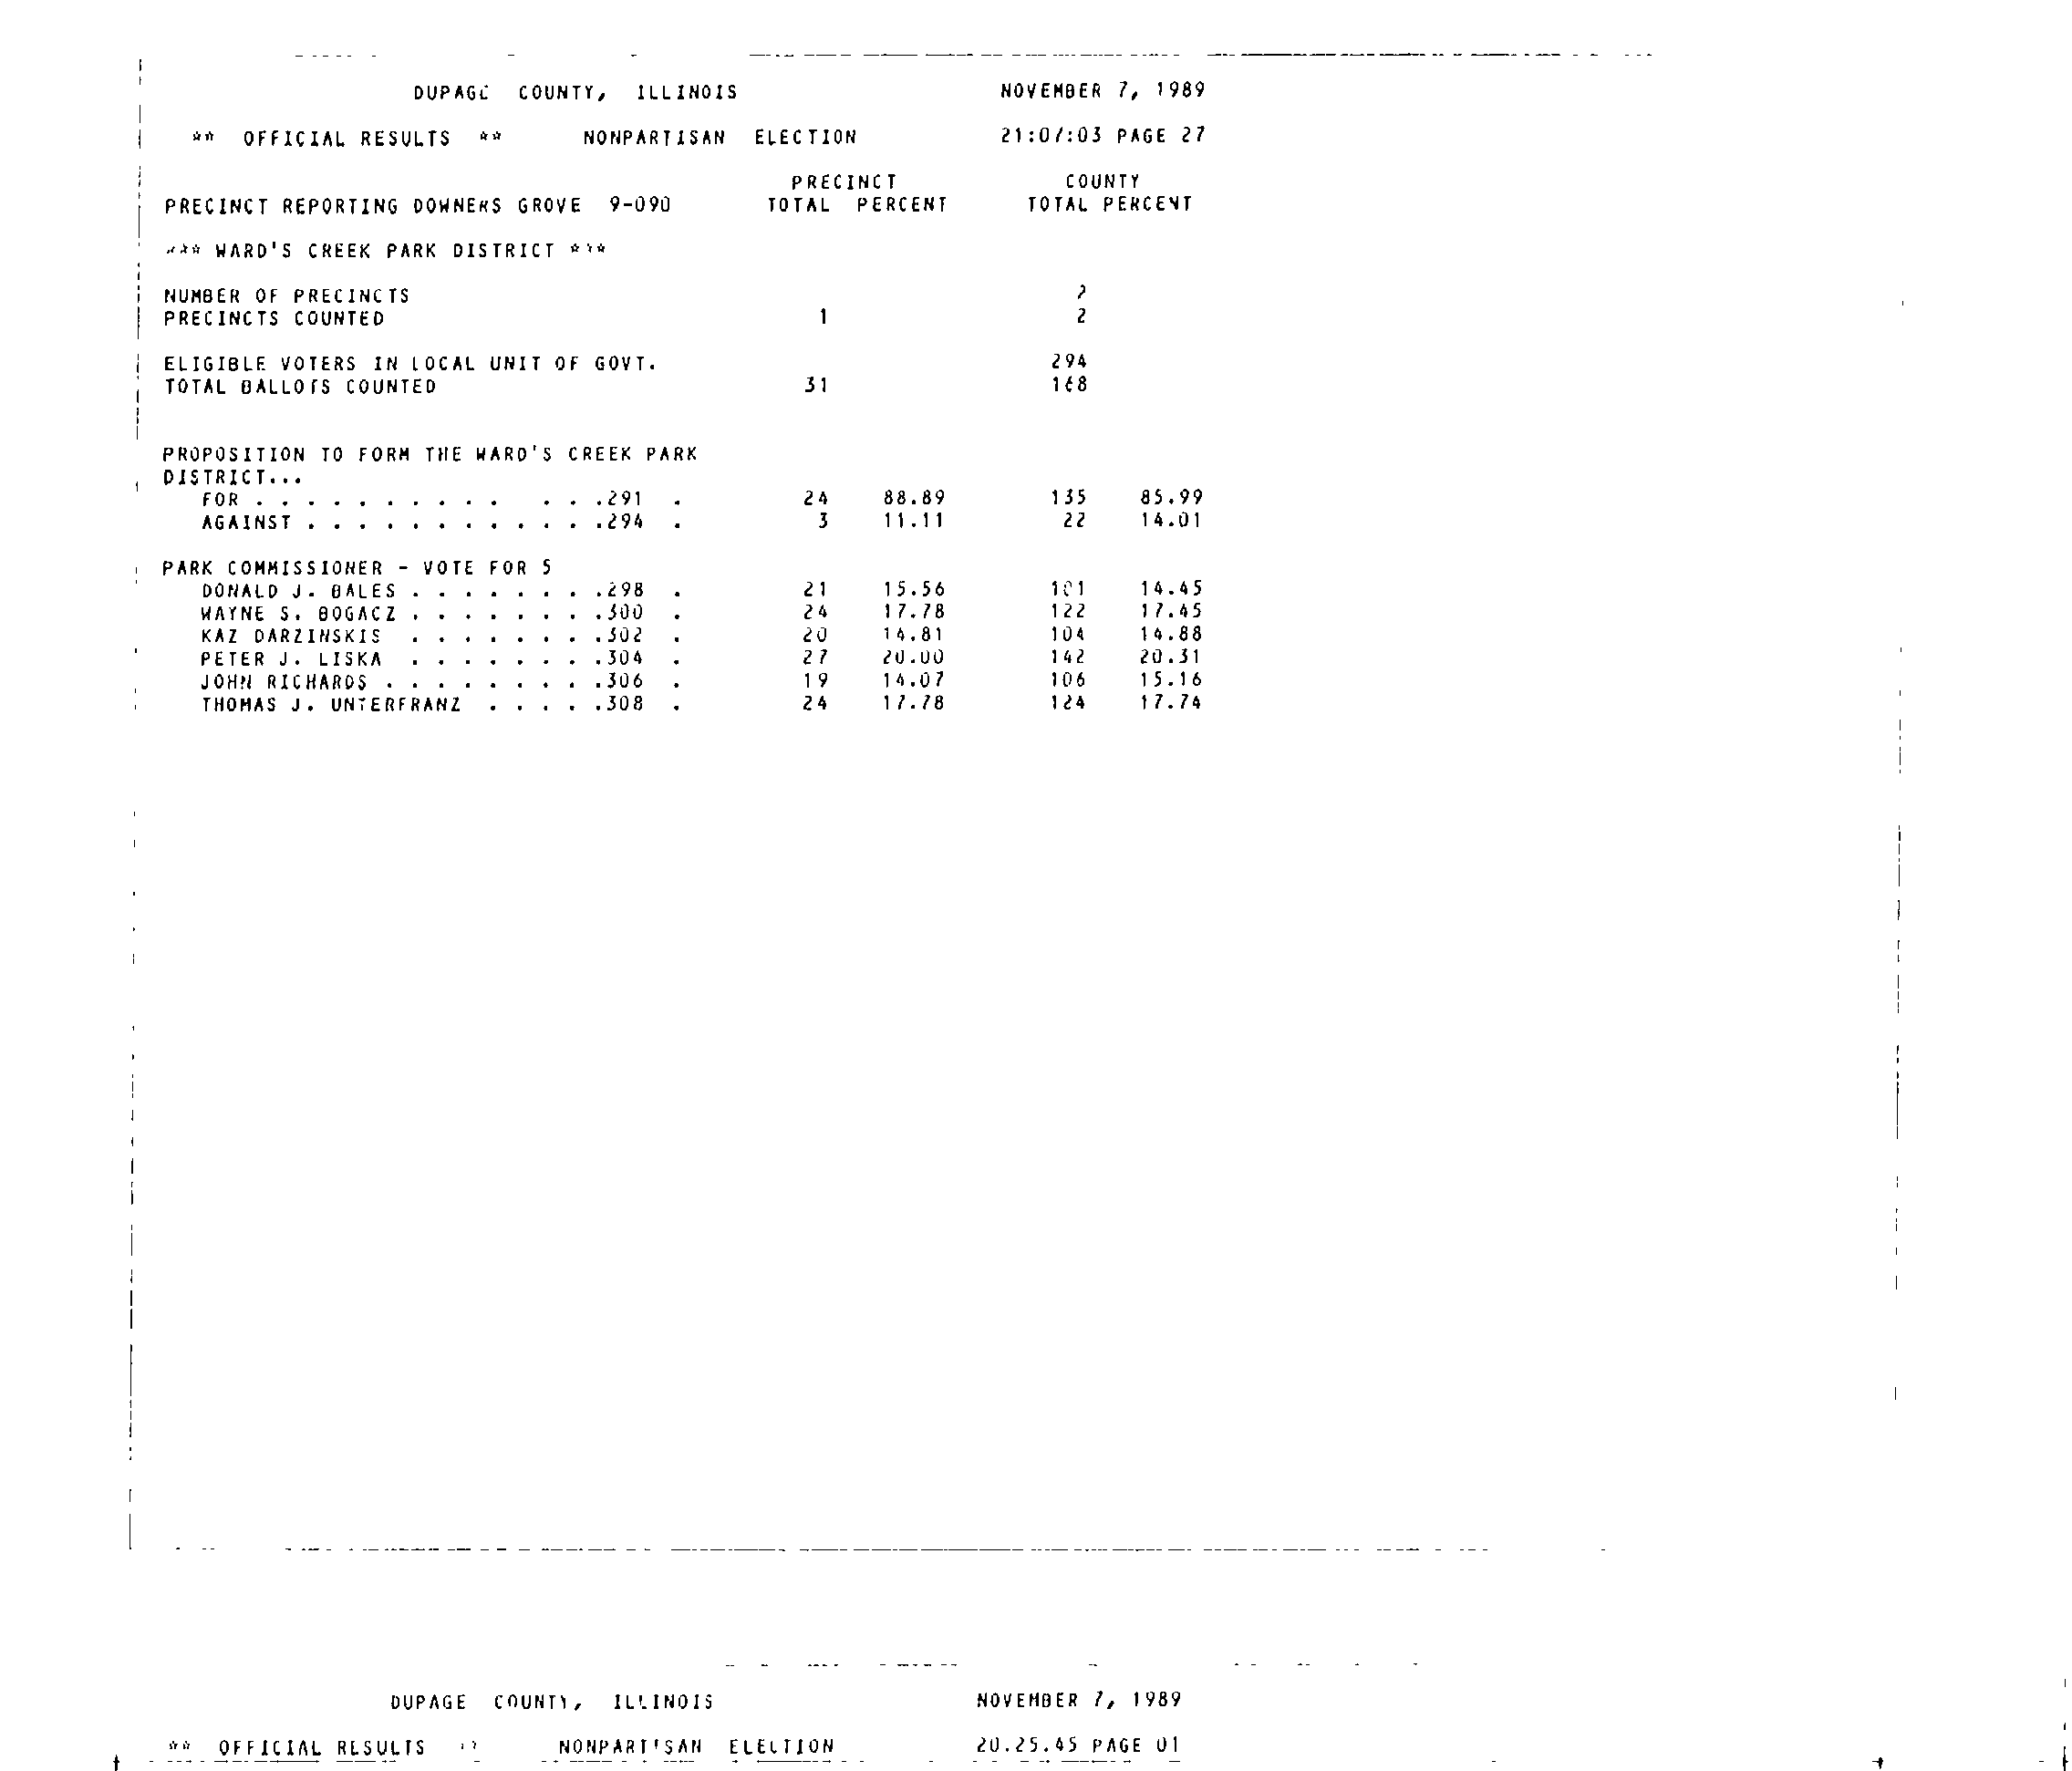 DUPAGE COUNTY, ILLINOIS NOVEMBER 7, 1989
** OFFICIAL RESULTS ** NONPARTISAN ELECTION 21:07:03 PAGE 27
PRECINCT COUNTY
PRECINCT REPORTING DOWNERS GROVE 9-090 TOTAL PERCENT TOTAL PERCENT
*** WARD'S CREEK PARK DISTRICT ***
NUMBER OF PRECINCTS 2
PRECINCTS COUNTED 1 2
ELIGIBLE VOTERS IN LOCAL UNIT OF GOVT. 294
TOTAL BALLOTS COUNTED 31 168
PROPOSITION TO FORM THE WARD'S CREEK PARK
DISTRICT...
FOR . . . . . . . . . . . . .291 . 24 88.89 135 85.99
AGAINST . . . . . . . . . . . .294 . 3 11.11 22 14.01
PARK COMMISSIONER - VOTE FOR 5
DONALD J. BALES . . . . . . . .298 . 21 15.56 101 14.45
WAYNE S. BOGACZ . . . . . . . .300 . 24 17.78 122 17.45
KAZ DARZINSKIS . . . . . . . .302 . 20 14.81 104 14.88
PETER J. LISKA . . . . . . . .304 . 27 20.00 142 20.31
JOHN RICHARDS . . . . . . . . .306 . 19 14.07 106 15.16
THOMAS J. UNTERFRANZ . . . . .308 . 24 17.78 124 17.74
DUPAGE COUNTY, ILLINOIS NOVEMBER 7, 1989
** OFFICIAL RESULTS ** NONPARTISAN ELECTION 20.25.45 PAGE 01